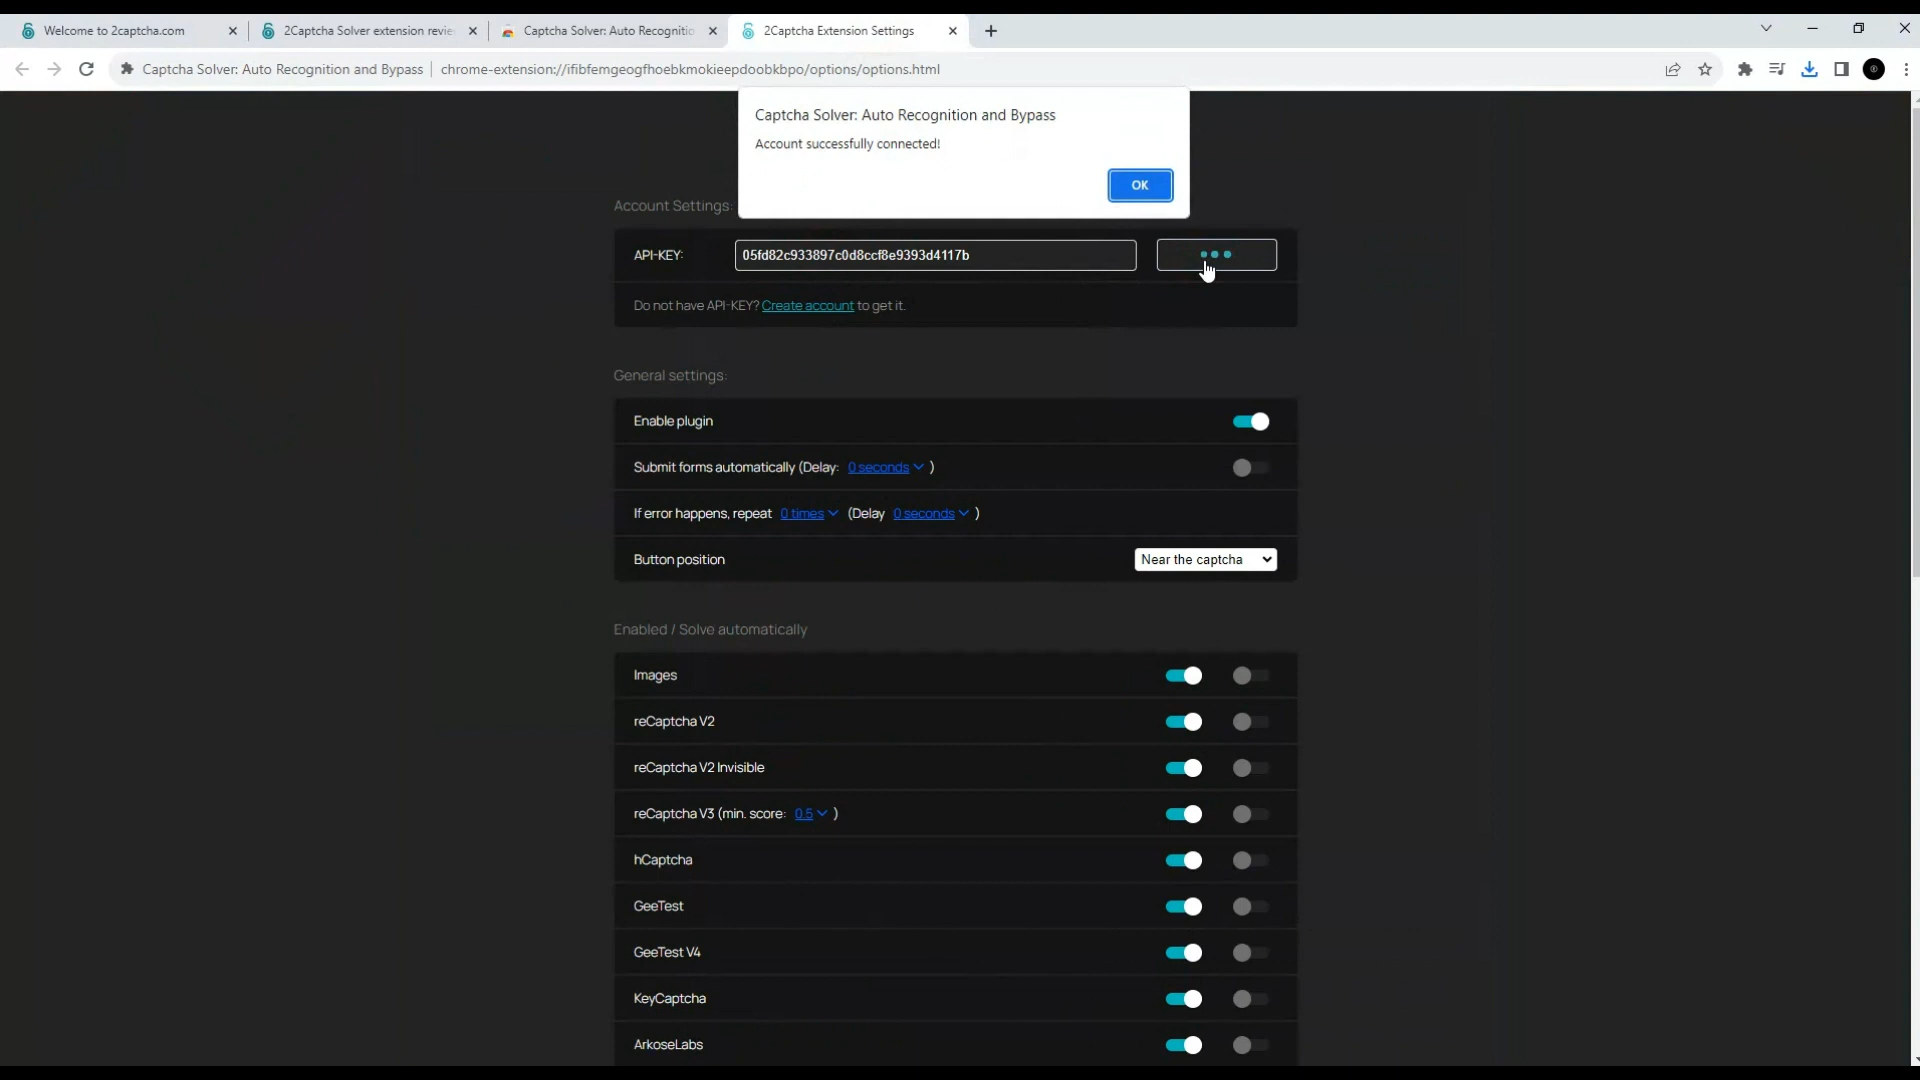 Welcome to 2captcha.com
2Captcha Solver extension revie
Captcha Solver: Auto Recognitio
2Captcha Extension Settings
Captcha Solver: Auto Recognition and Bypass
chrome-extension://ifibfemgeogfhoebkmokieepdoobkbpo/options/options.html
Captcha Solver: Auto Recognition and Bypass
Account successfully connected!
OK
Account Settings:
API-KEY:
05fd82c933897c0d8ccf8e9393d4117b
Do not have API-KEY? Create account to get it.
General settings:
Enable plugin
Submit forms automatically (Delay: 0 seconds )
If error happens, repeat 0 times (Delay 0 seconds )
Button position
Near the captcha
Enabled / Solve automatically
Images
reCaptcha V2
reCaptcha V2 Invisible
reCaptcha V3 (min. score: 0.5 )
hCaptcha
GeeTest
GeeTest V4
KeyCaptcha
ArkoseLabs